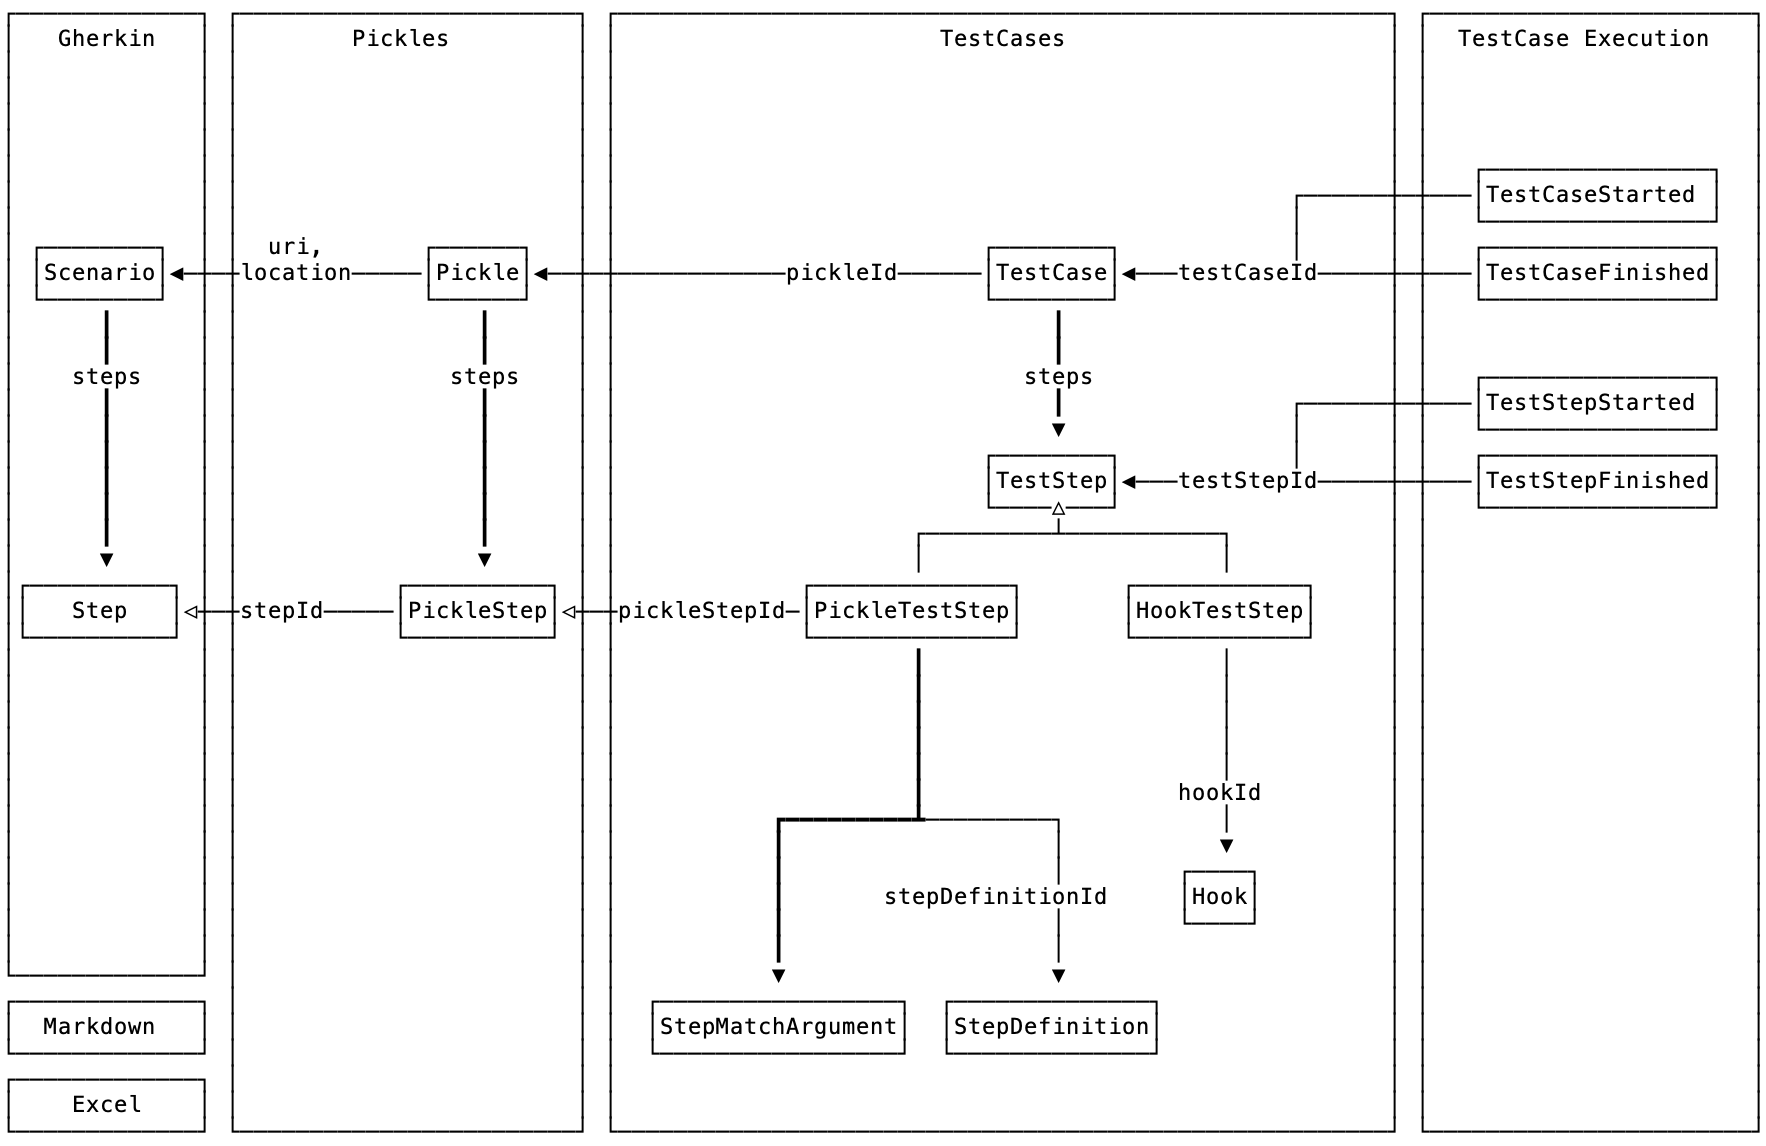 Gherkin
Pickles
TestCases
TestCase Execution
TestCaseStarted
uri,
Scenario
location
Pickle
pickleId
TestCase
testCaseId
TestCaseFinished
steps
steps
steps
TestStepStarted
TestStep
testStepId
TestStepFinished
Step
stepId
PickleStep
pickleStepId
PickleTestStep
HookTestStep
hookId
stepDefinitionId
Hook
Markdown
StepMatchArgument
StepDefinition
Excel